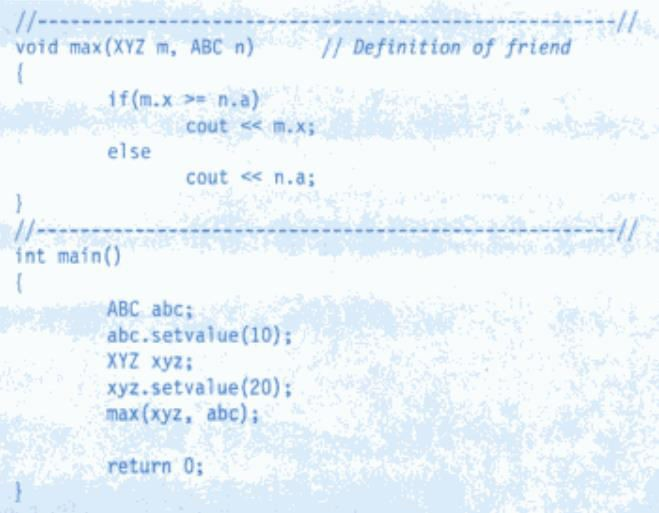 //------------------------------------------------------//
void max(XYZ m, ABC n)      // Definition of friend
{
        if(m.x >= n.a)
                cout << m.x;
        else
                cout << n.a;
}
//------------------------------------------------------//
int main()
{
        ABC abc;
        abc.setvalue(10);
        XYZ xyz;
        xyz.setvalue(20);
        max(xyz, abc);

        return 0;
}